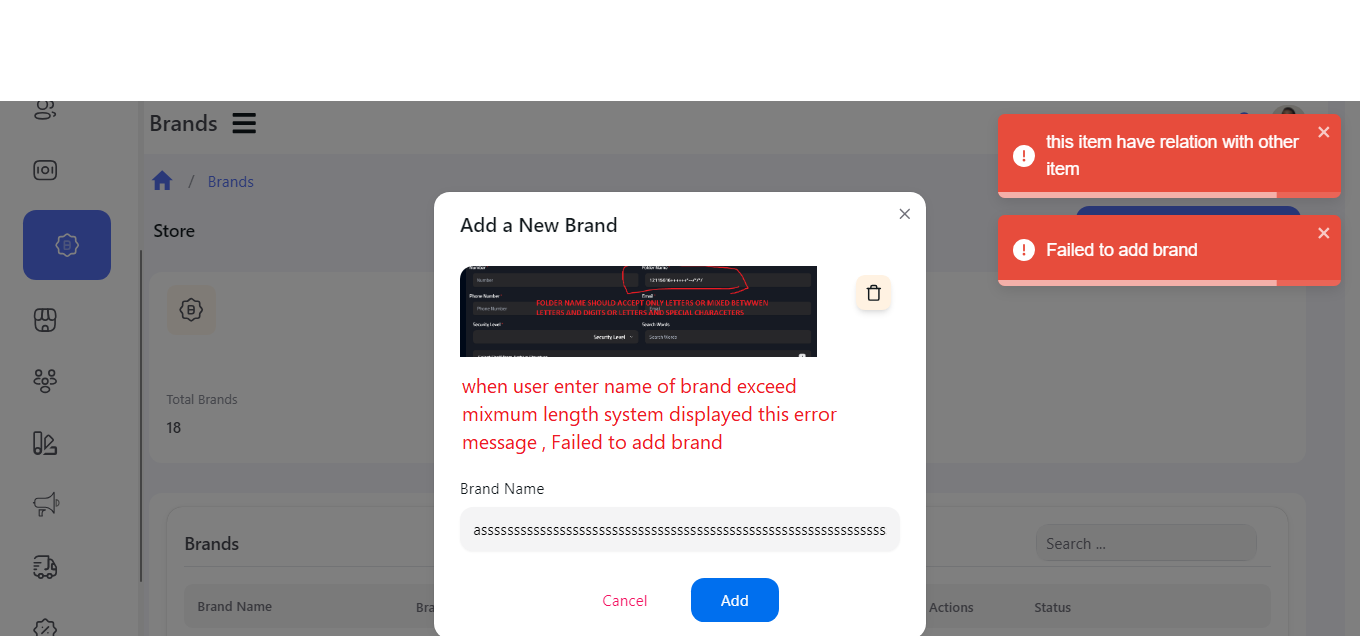 Brands
/ Brands
Store
Total Brands
18
Brands
Search ...
Brand Name
Actions
Status
this item have relation with other
item
Failed to add brand
Add a New Brand
Number
Folder Name
Number
Phone Number
Email
Phone Number
Email
FOLDER NAME SHOULD ACCEPT ONLY LETTERS OR MIXED BETWWEN
LETTERS AND DIGITS OR LETTERS AND SPECIAL CHARACETERS
Security Level
Search Words
Security Level
Search Words
when user enter name of brand exceed
mixmum length system displayed this error
message , Failed to add brand
Brand Name
Cancel
Add